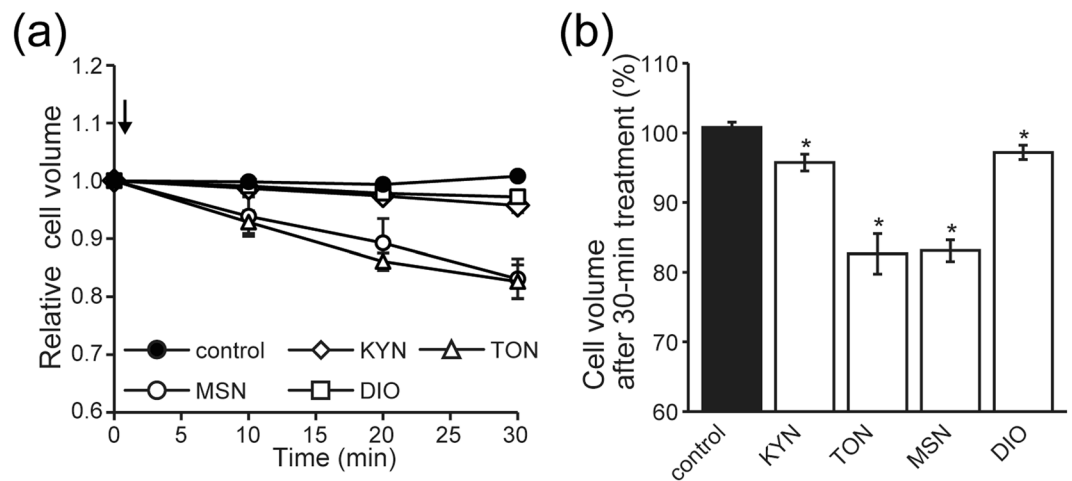 (a)
Relative cell volume
1.2
1.1
1.0
0.9
0.8
0.7
0.6
control
KYN
TON
MSN
DIO
0 5 10 15 20 25 30
Time (min)
(b)
Cell volume
after 30-min treatment (%)
110
100
90
80
70
60
*
*
*
*
control
KYN
TON
MSN
DIO